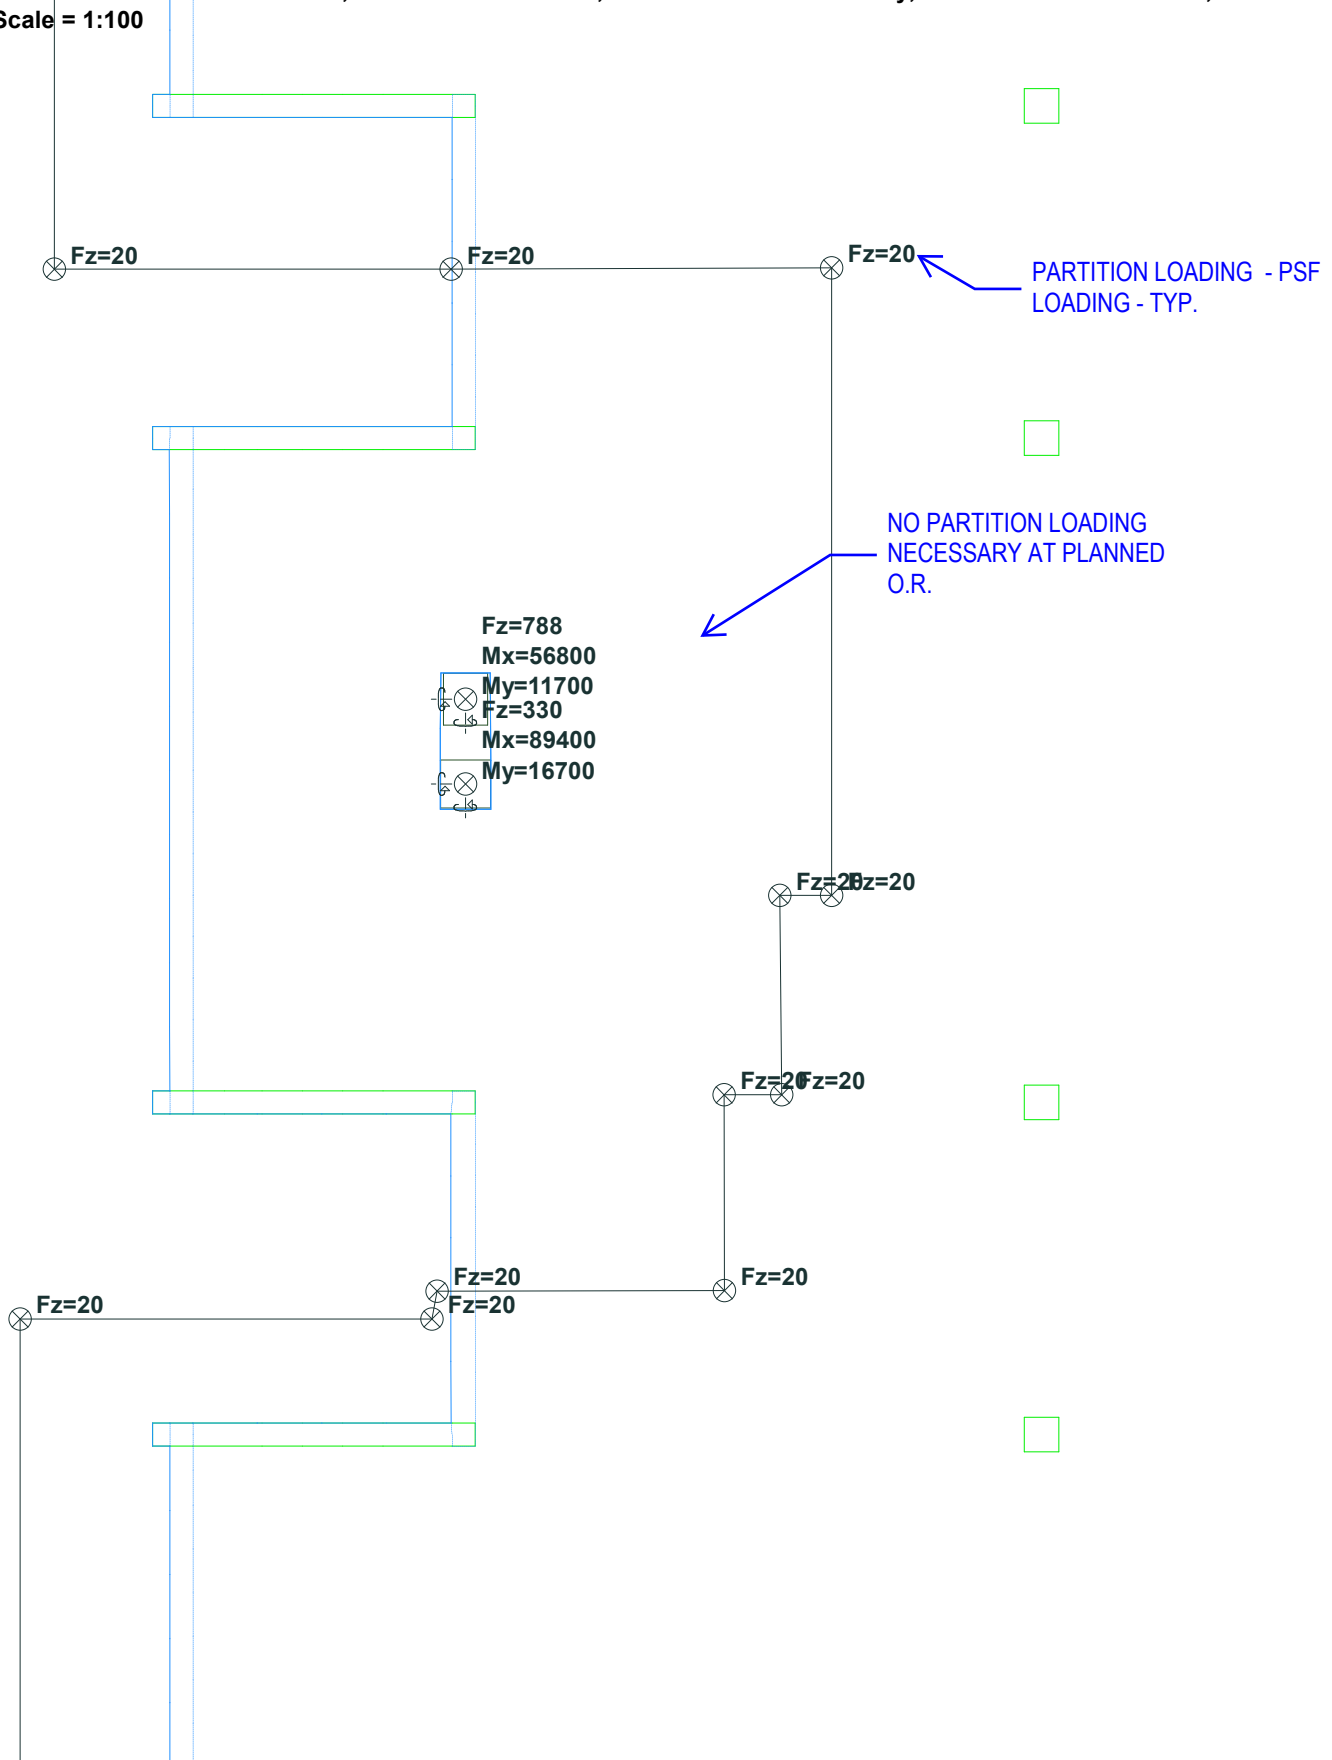 Scale = 1:100
Fz=20
Fz=20
Fz=20
PARTITION LOADING - PSF
LOADING - TYP.
NO PARTITION LOADING
NECESSARY AT PLANNED
O.R.
Fz=788
Mx=56800
My=11700
Fz=330
Mx=89400
My=16700
Fz=20
Fz=20
Fz=20
Fz=20
Fz=20
Fz=20
Fz=20
Fz=20